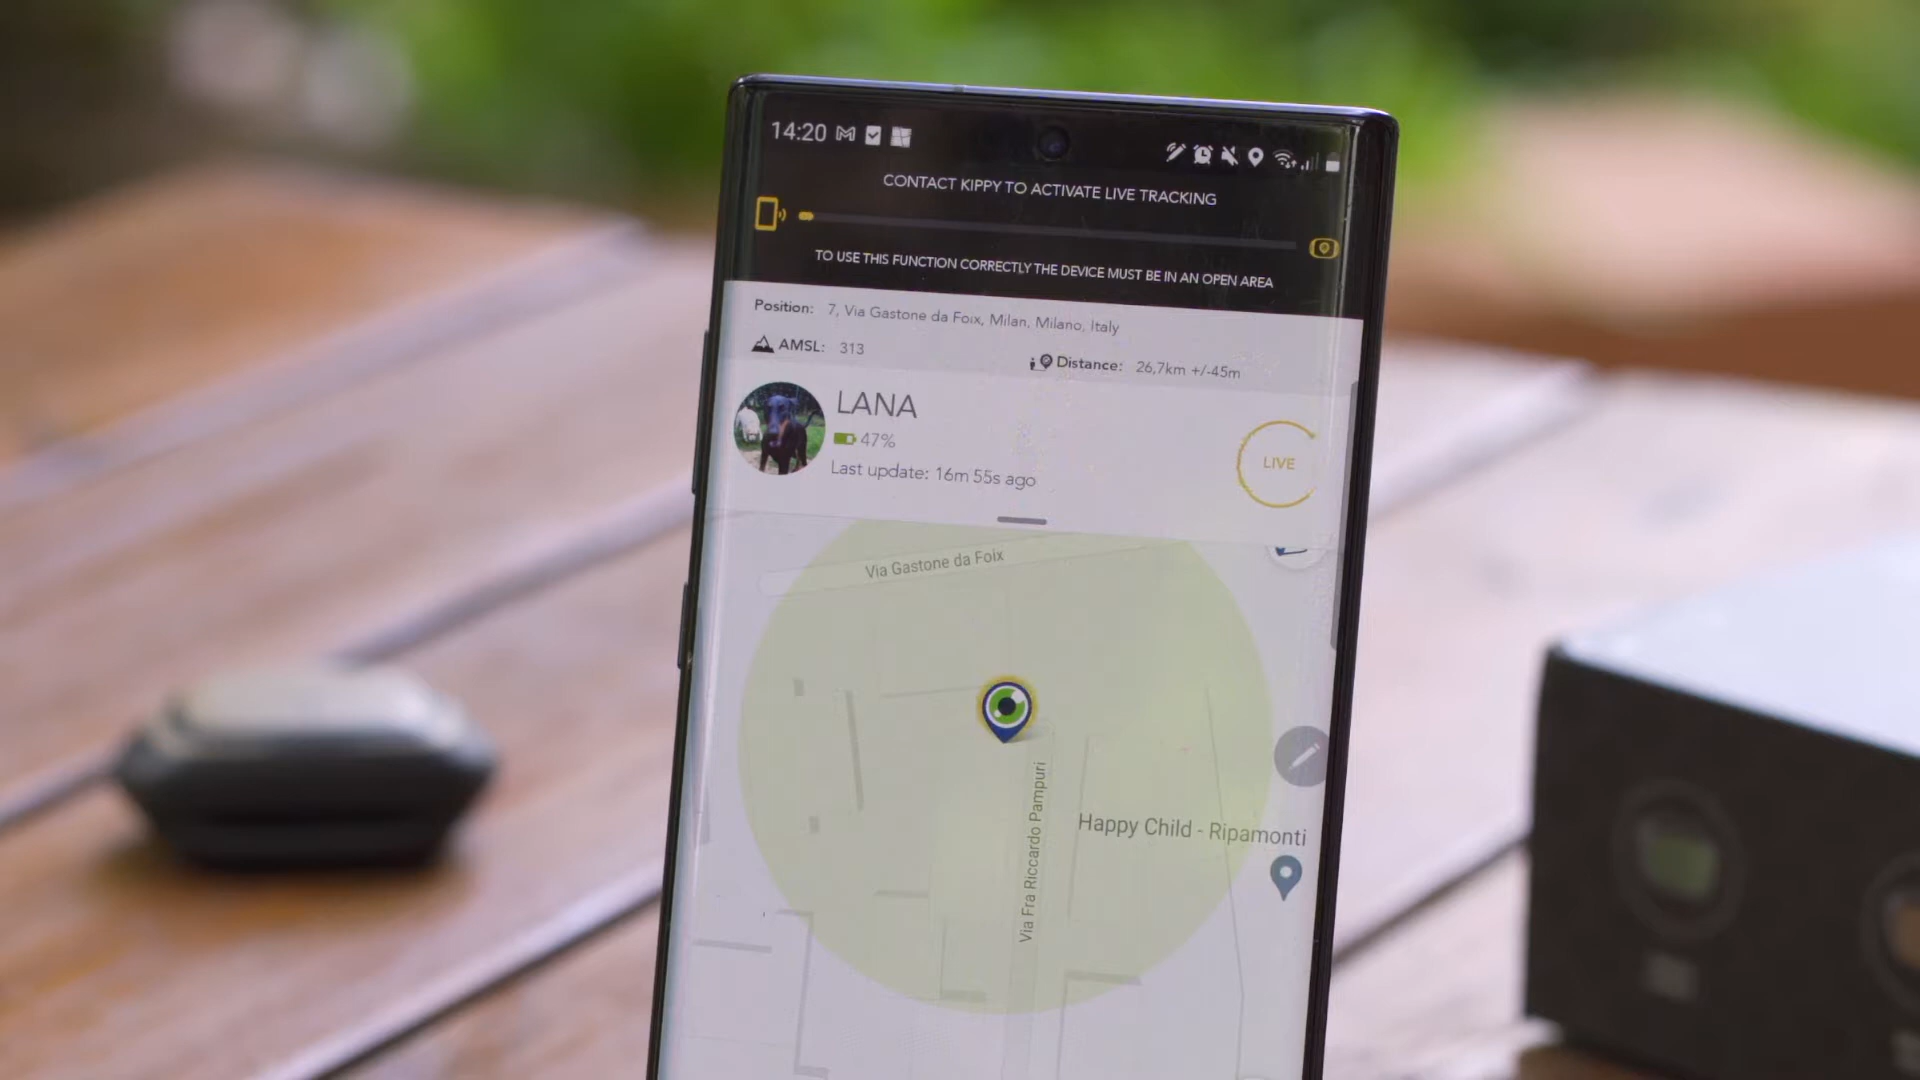 14:20
CONTACT KIPPY TO ACTIVATE LIVE TRACKING
TO USE THIS FUNCTION CORRECTLY THE DEVICE MUST BE IN AN OPEN AREA
Position: 7, Via Gastone da Foix, Milan, Milano, Italy
AMSL: 313
Distance: 26,7km +/-45m
LANA
47%
Last update: 16m 55s ago
LIVE
Via Gastone da Foix
Via Fra Riccardo Pampuri
Happy Child - Ripamonti